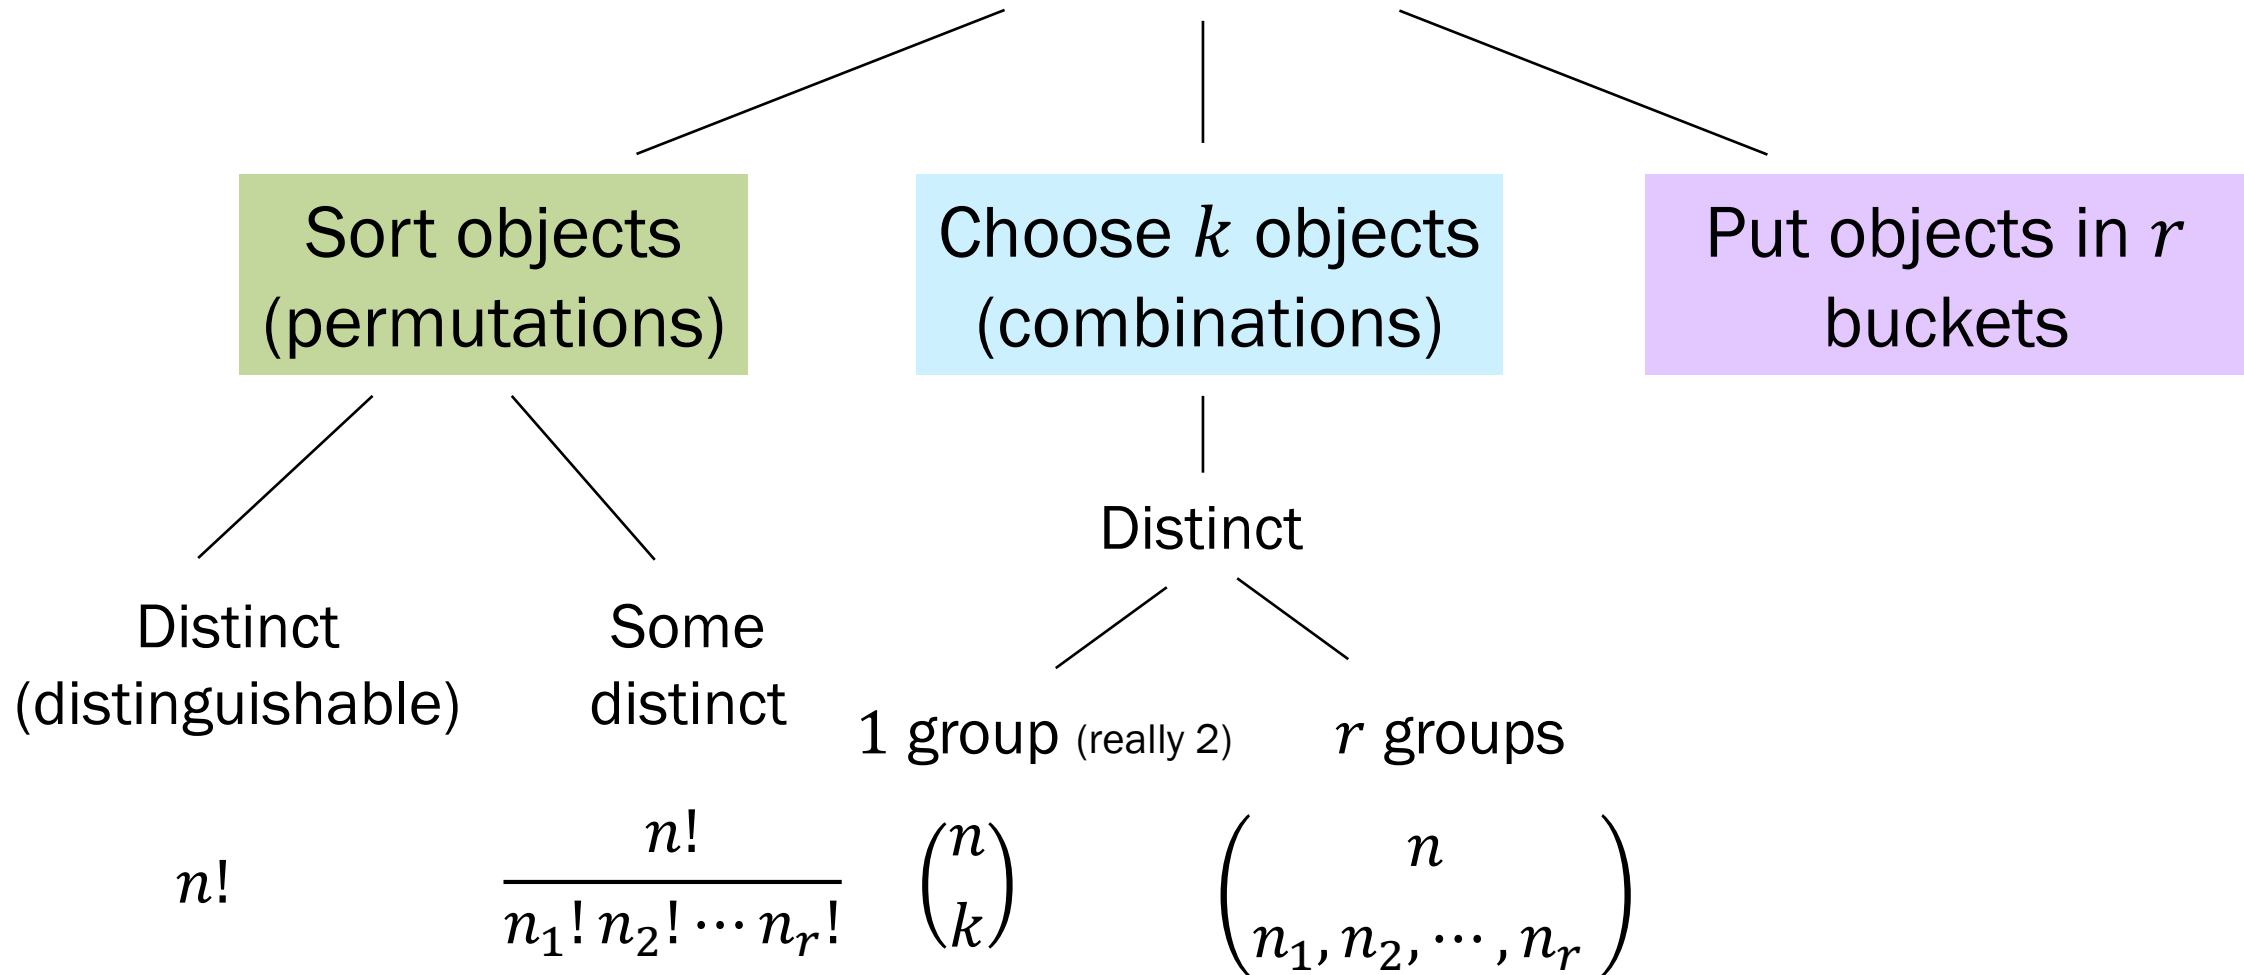 Sort objects
(permutations)
Choose k objects
(combinations)
Put objects in r
buckets
Distinct
Distinct
(distinguishable)
Some
distinct
1 group (really 2)
r groups
n!
n!
n₁! n₂! ⋯ nᵣ!
n
k
n
n₁, n₂, ⋯ , nᵣ